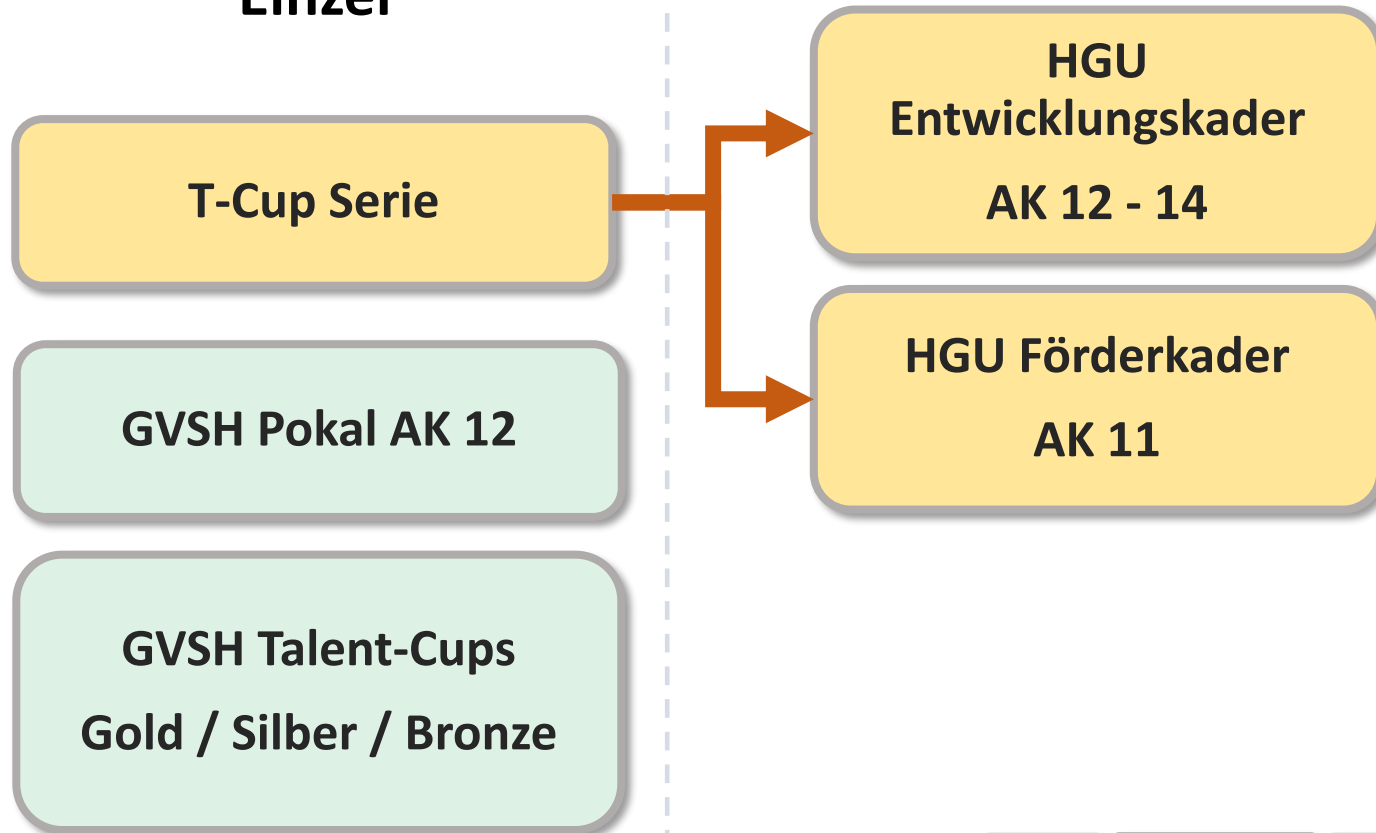 Einzel
T-Cup Serie
GVSH Pokal AK 12
GVSH Talent-Cups
Gold / Silber / Bronze
HGU
Entwicklungskader
AK 12 - 14
HGU Förderkader
AK 11